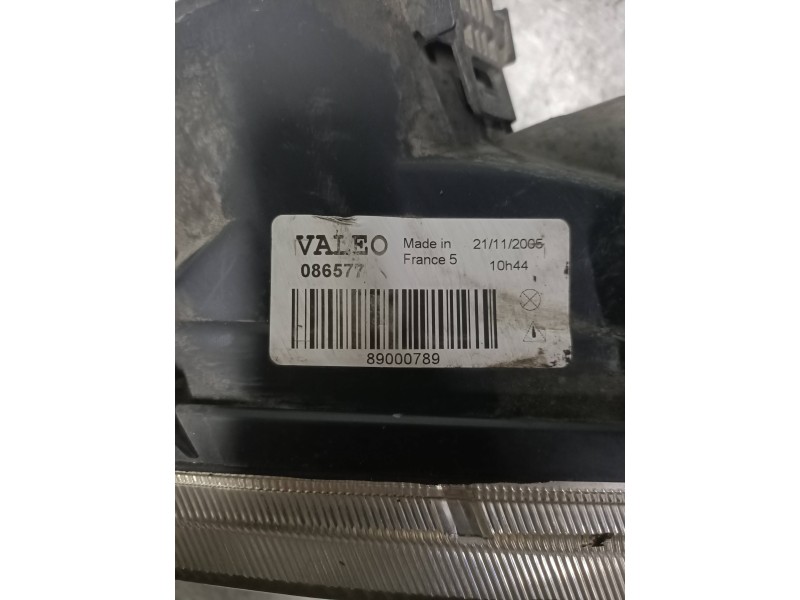 VALEO
086577
Made in
France 5
21/11/2005
10h44
89000789